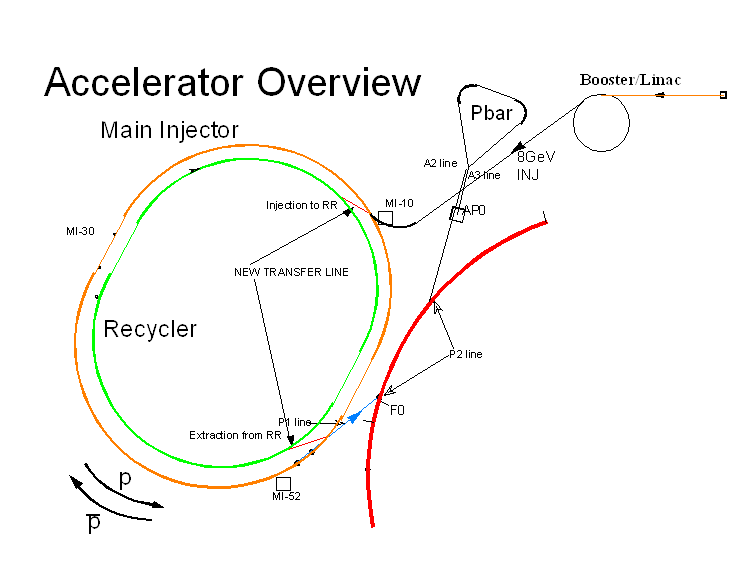 Accelerator Overview
Booster/Linac
Pbar
Main Injector
8GeV
INJ
A2 line
A3 line
Injection to RR
MI-10
AP0
MI-30
NEW TRANSFER LINE
Recycler
P2 line
P1 line
F0
Extraction from RR
p
p̅
MI-52